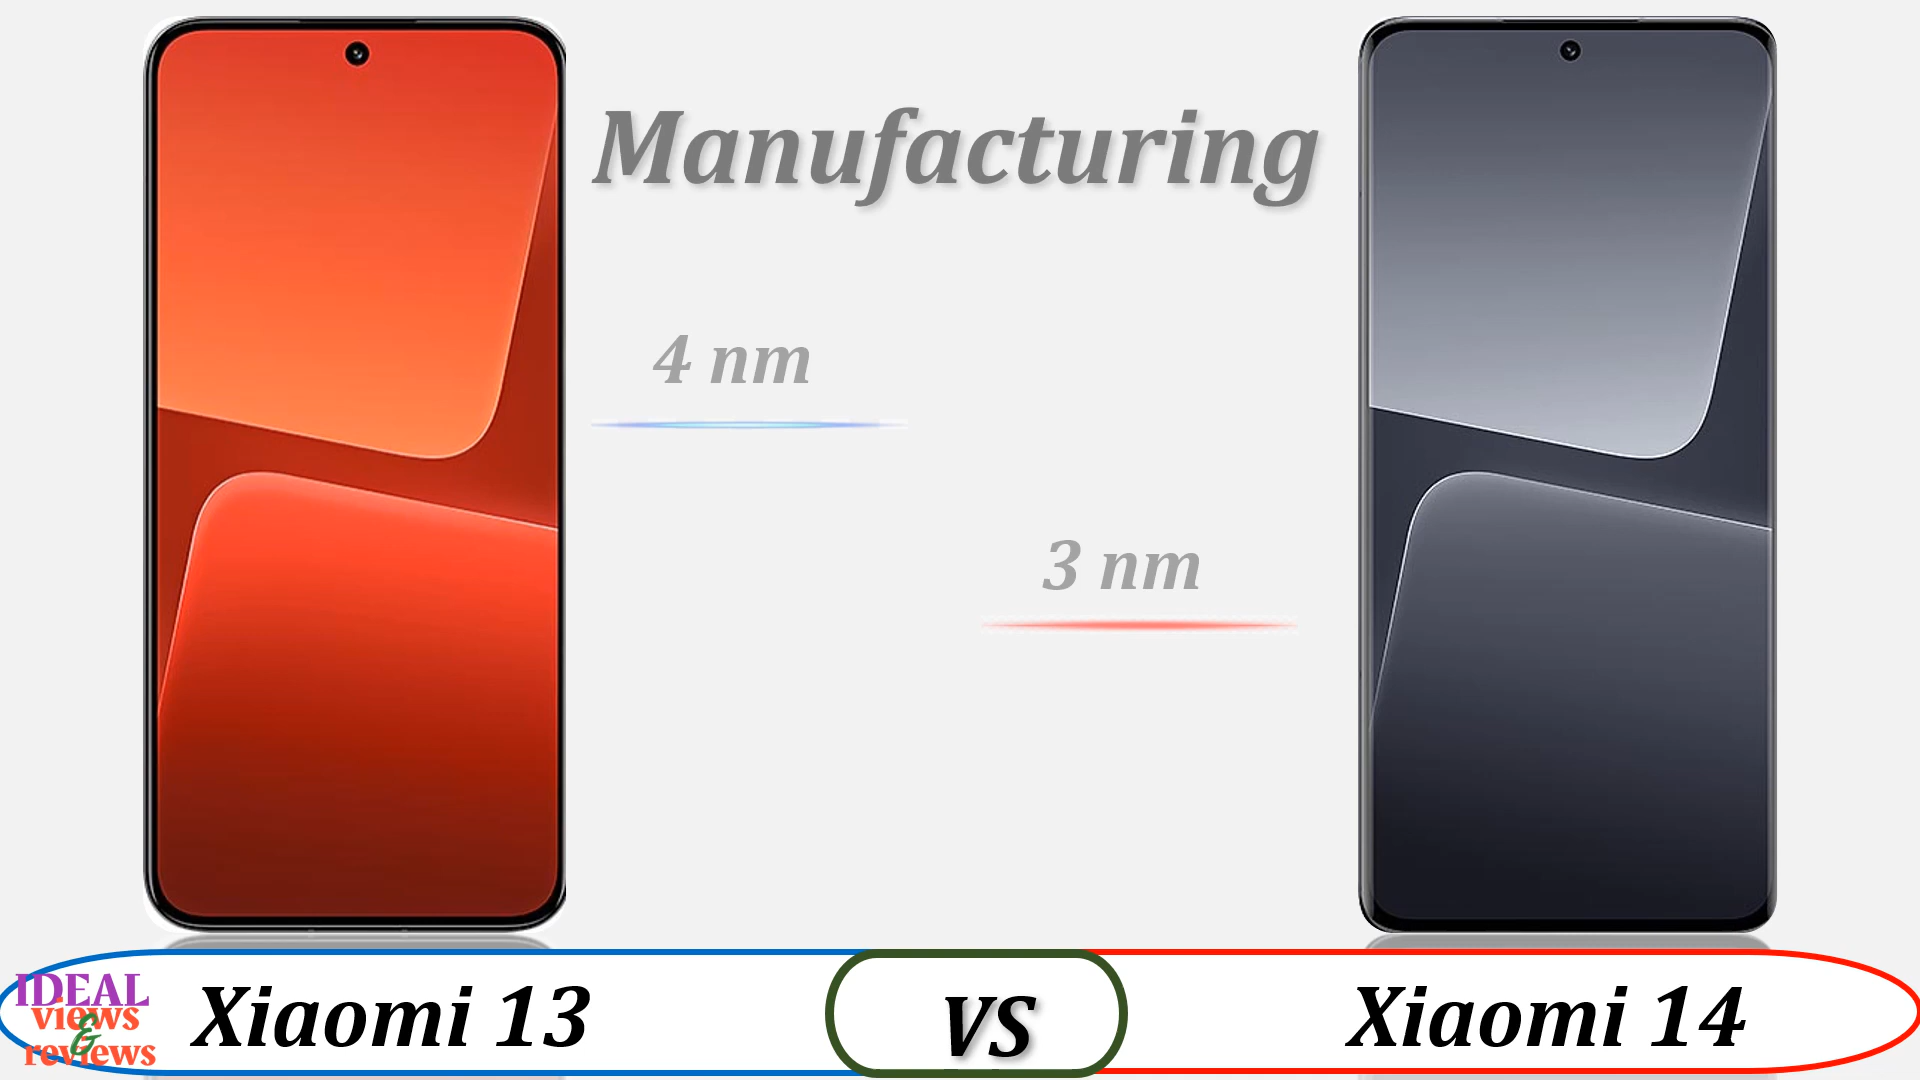 Manufacturing
4 nm
3 nm
IDEAL
views
&
reviews
Xiaomi 13
VS
Xiaomi 14